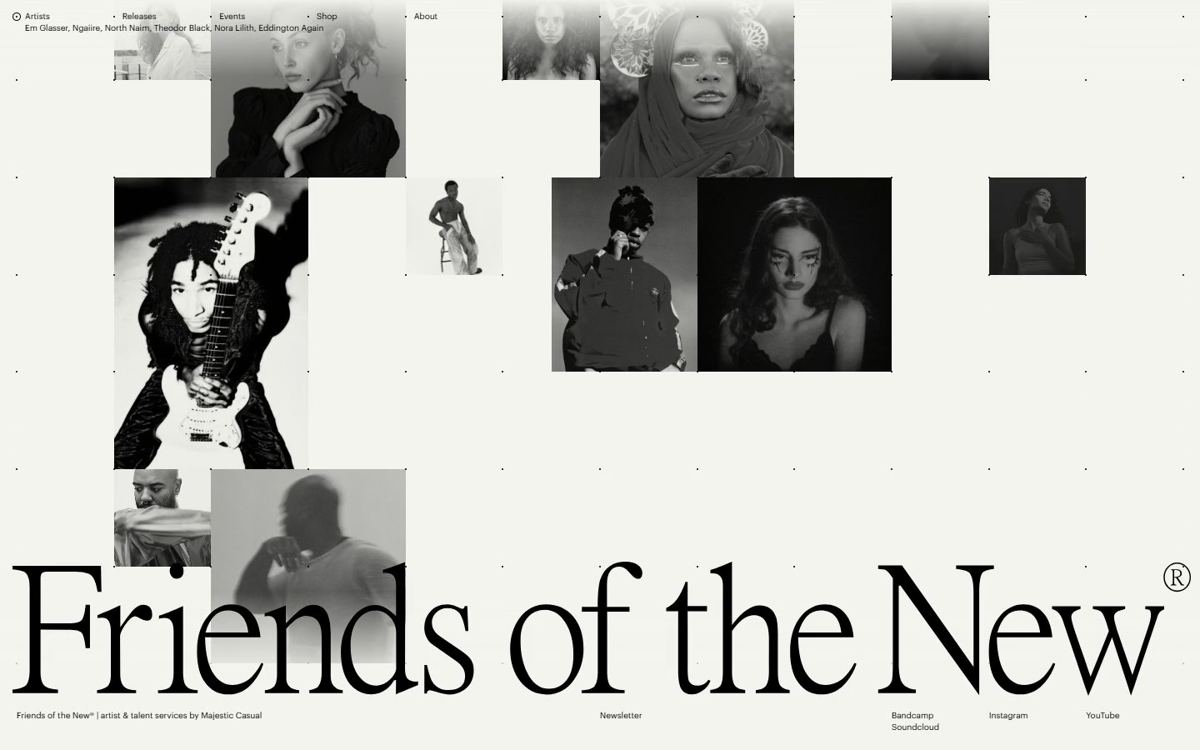 Artists Releases Events Shop About
Em Glasser, Ngaiire, North Naim, Theodor Black, Nora Lilith, Eddington Again
Friends of the New®
Friends of the New® | artist & talent services by Majestic Casual Newsletter Bandcamp Instagram YouTube
Soundcloud